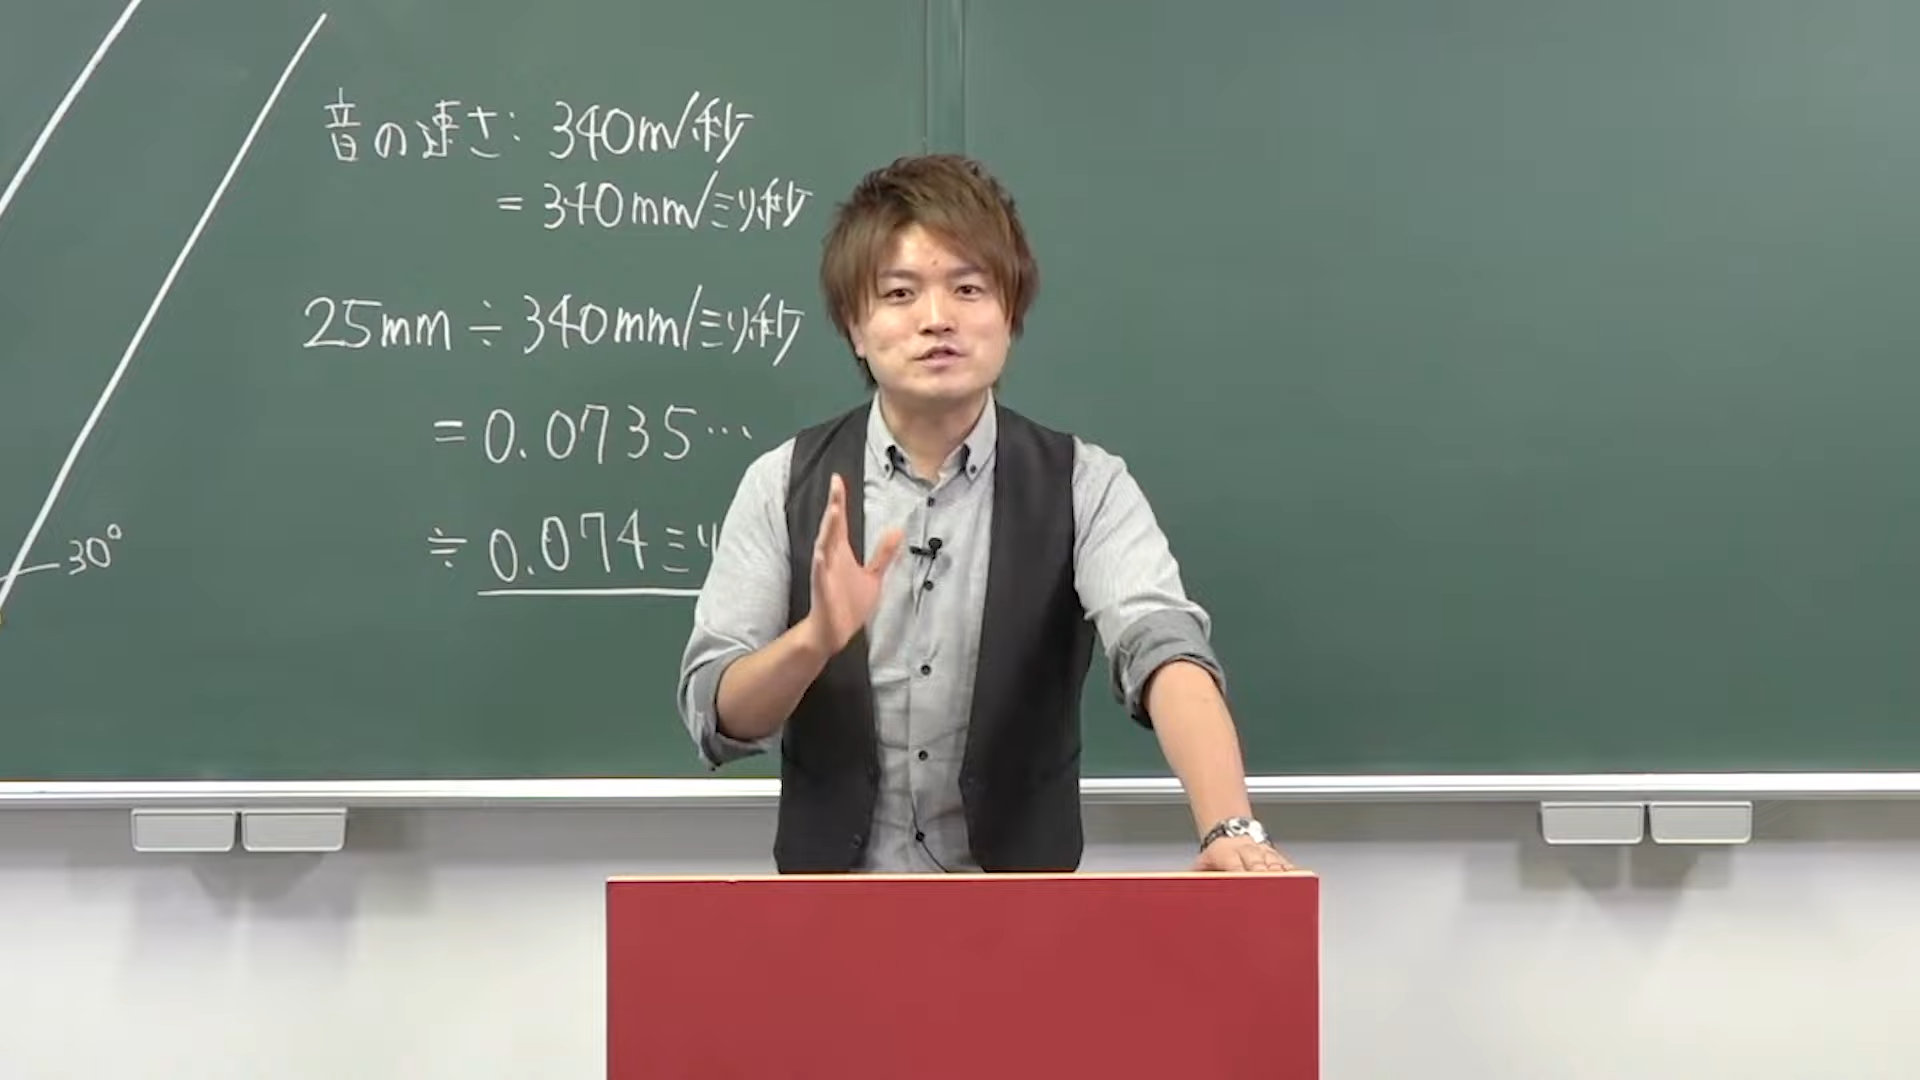 音の速さ: 340m/秒
= 340mm/ミリ秒
25mm ÷ 340mm/ミリ秒
= 0.0735…
≒ 0.074ミリ
30°